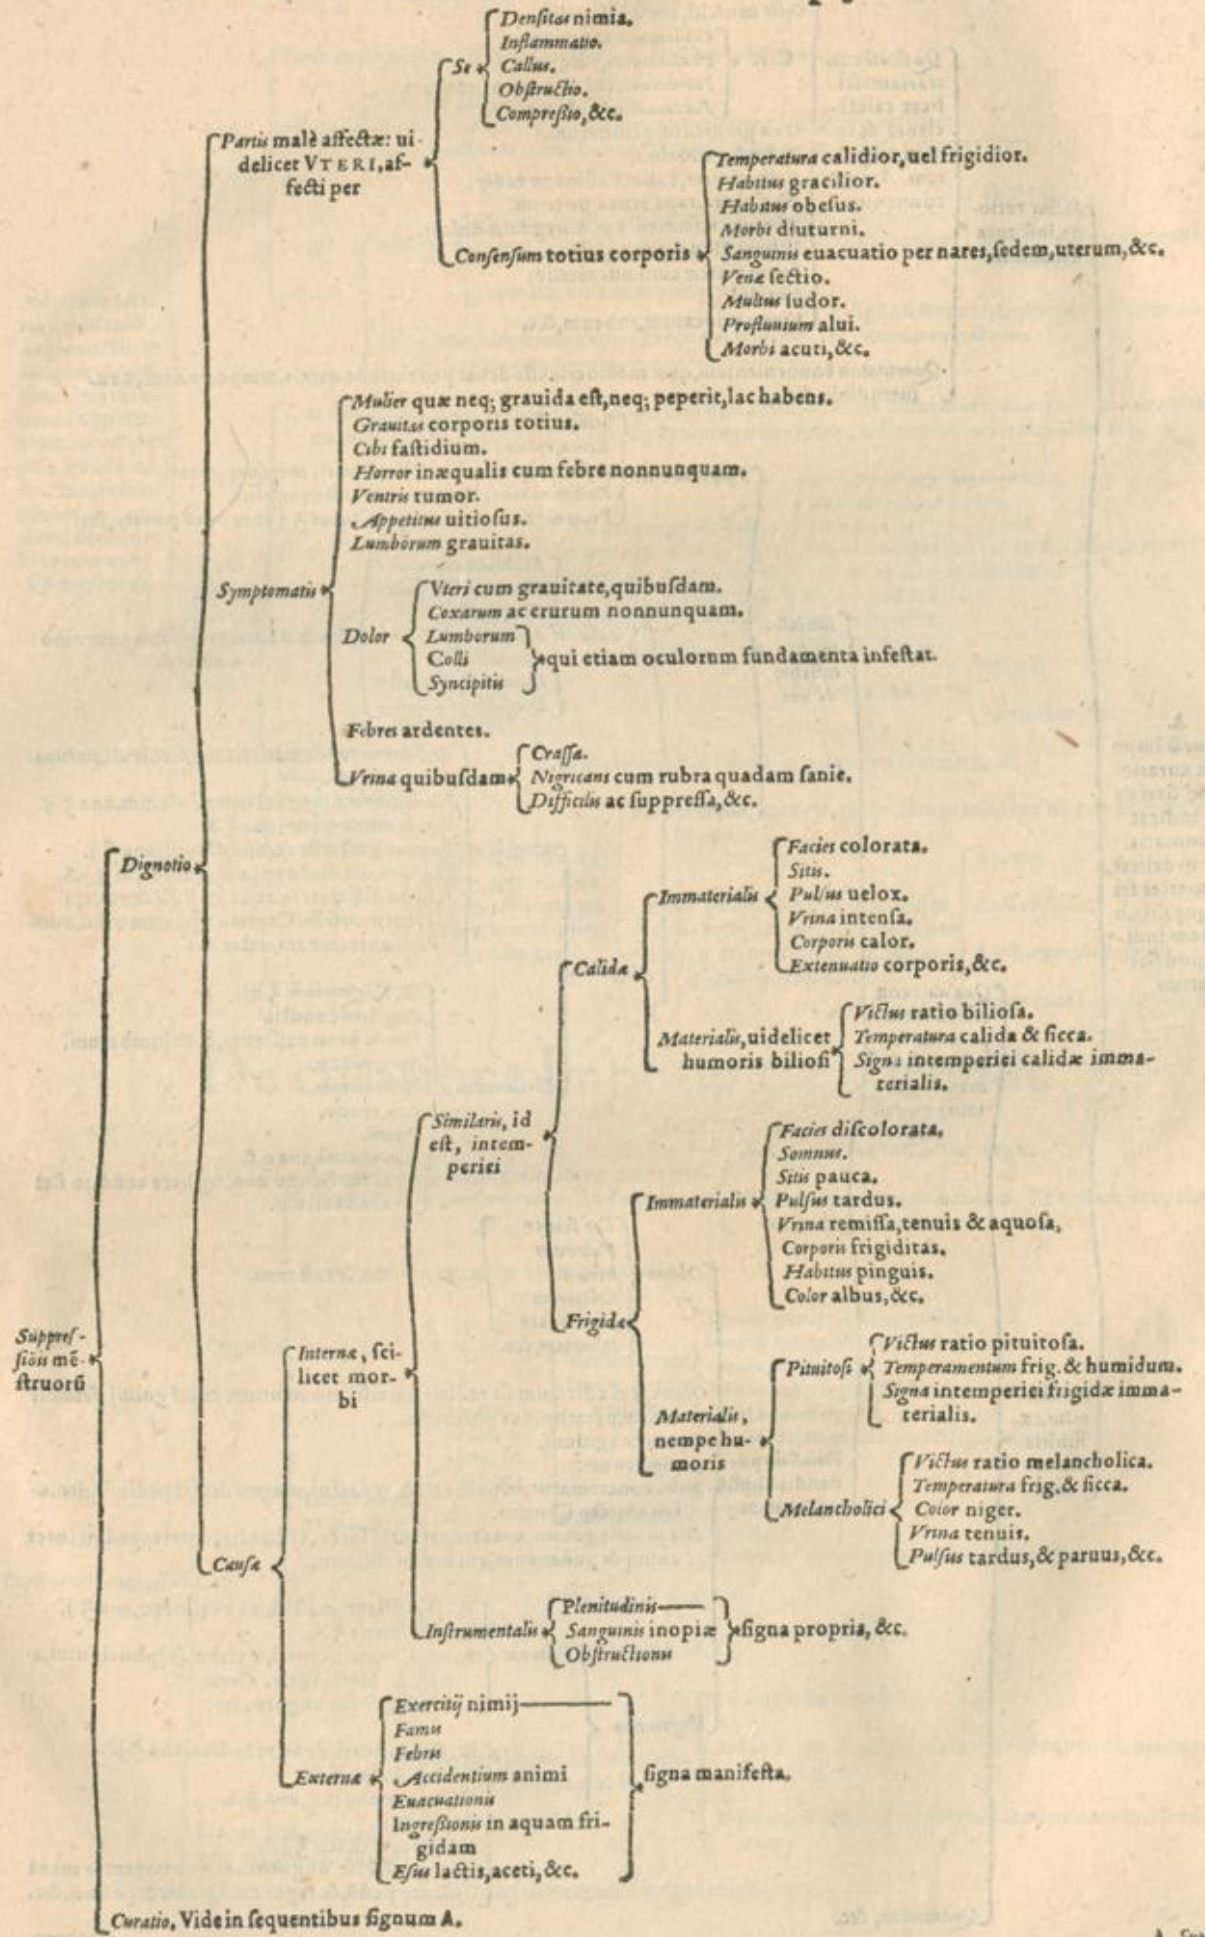 Densitas nimia.
Inflammatio.
Se
Callus.
Obstructio.
Compreßio, &c.
Partis malè affectæ: ui-
delicet VTERI, af-
fecti per
Temperatura calidior, uel frigidior.
Habitus gracilior.
Habitus obesus.
Morbi diuturni.
Consensum totius corporis
Sanguinis euacuatio per nares, sedem, uterum, &c.
Venæ sectio.
Multus sudor.
Profluuium alui.
Morbi acuti, &c.
Mulier quæ neq; grauida est, neq; peperit, lac habens.
Grauitas corporis totius.
Cibi fastidium.
Horror inæqualis cum febre nonnunquam.
Ventris tumor.
Appetitus uitiosus.
Lumborum grauitas.
Symptomatis
Vteri cum grauitate, quibusdam.
Coxarum ac crurum nonnunquam.
Dolor
Lumborum
Colli
qui etiam oculorum fundamenta infestat.
Syncipitis
Febres ardentes.
Crassa.
Vrina quibusdam
Nigricans cum rubra quadam sanie.
Difficilis ac suppressa, &c.
Dignotio
Facies colorata.
Sitis.
Immaterialis
Pulsus uelox.
Vrina intensa.
Corporis calor.
Extenuatio corporis, &c.
Calidæ
Victus ratio biliosa.
Materialis, uidelicet
humoris biliosi
Temperatura calida & sicca.
Signa intemperiei calidæ imma-
terialis.
Similaris, id
est, intem-
periei
Facies discolorata.
Somnus.
Sitis pauca.
Immaterialis
Pulsus tardus.
Vrina remissa, tenuis & aquosa,
Corporis frigiditas.
Habitus pinguis.
Color albus, &c.
Frigidæ
Suppres-
sionis mē-
struorū
Internæ, sci-
licet mor-
bi
Victus ratio pituitosa.
Pituitosi
Temperamentum frig. & humidum.
Signa intemperiei frigidæ imma-
terialis.
Materialis,
nempe hu-
moris
Victus ratio melancholica.
Temperatura frig. & sicca.
Melancholici
Color niger.
Vrina tenuis.
Pulsus tardus, & paruus, &c.
Causæ
Plenitudinis
Instrumentalis
Sanguinis inopiæ
signa propria, &c.
Obstructionis
Exercitij nimij
Famis
Febris
Externæ
Accidentium animi
signa manifesta.
Euacuationis
Ingreßionis in aquam fri-
gidam
Esus lactis, aceti, &c.
Curatio. Vide in sequentibus signum A.